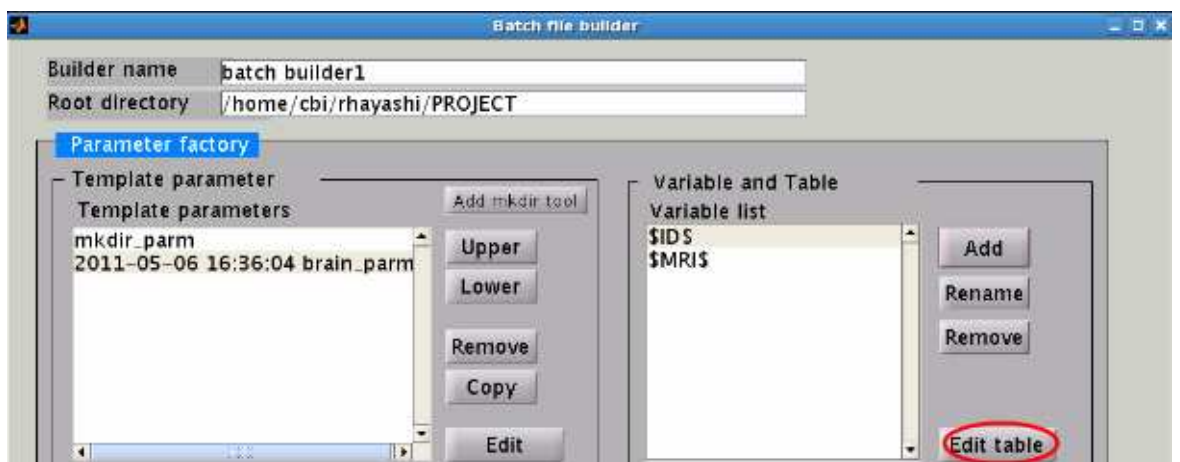 Batch file builder
Builder name
batch builder1
Root directory
/home/cbi/rhayashi/PROJECT
Parameter factory
Template parameter
Template parameters
Add mkdir tool
mkdir_parm
2011-05-06 16:36:04 brain_parm
Upper
Lower
Remove
Copy
Edit
Variable and Table
Variable list
$ID$
$MRI$
Add
Rename
Remove
Edit table